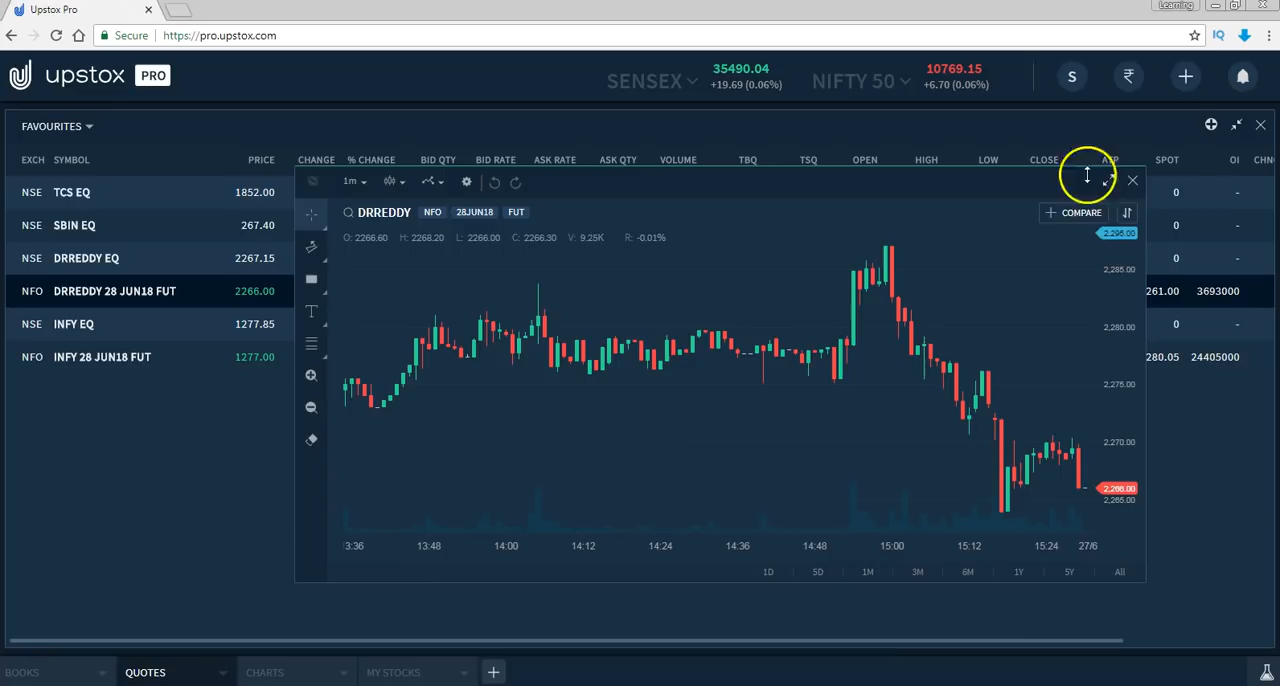 Upstox Pro
Learning
Secure https://pro.upstox.com
IQ
upstox PRO
SENSEX 35490.04 +19.69 (0.06%) NIFTY 50 10769.15 +6.70 (0.06%) S ₹
FAVOURITES
EXCH SYMBOL PRICE CHANGE % CHANGE BID QTY BID RATE ASK RATE ASK QTY VOLUME TBQ TSQ OPEN HIGH LOW CLOSE SPOT OI CHNG
1m
NSE TCS EQ 1852.00 0 -
DRREDDY NFO 28JUN18 FUT COMPARE
NSE SBIN EQ 267.40 0 -
O: 2266.60 H: 2268.20 L: 2266.00 C: 2266.30 V: 9.25K R: -0.01%
2,295.00
NSE DRREDDY EQ 2267.15 0 -
2,285.00
NFO DRREDDY 28 JUN18 FUT 2266.00 261.00 3693000
NSE INFY EQ 1277.85 0 -
2,280.00
NFO INFY 28 JUN18 FUT 1277.00 280.05 24405000
2,275.00
2,270.00
2,266.00
2,265.00
3:36 13:48 14:00 14:12 14:24 14:36 14:48 15:00 15:12 15:24 27/6
1D 5D 1M 3M 6M 1Y 5Y All
BOOKS QUOTES CHARTS MY STOCKS